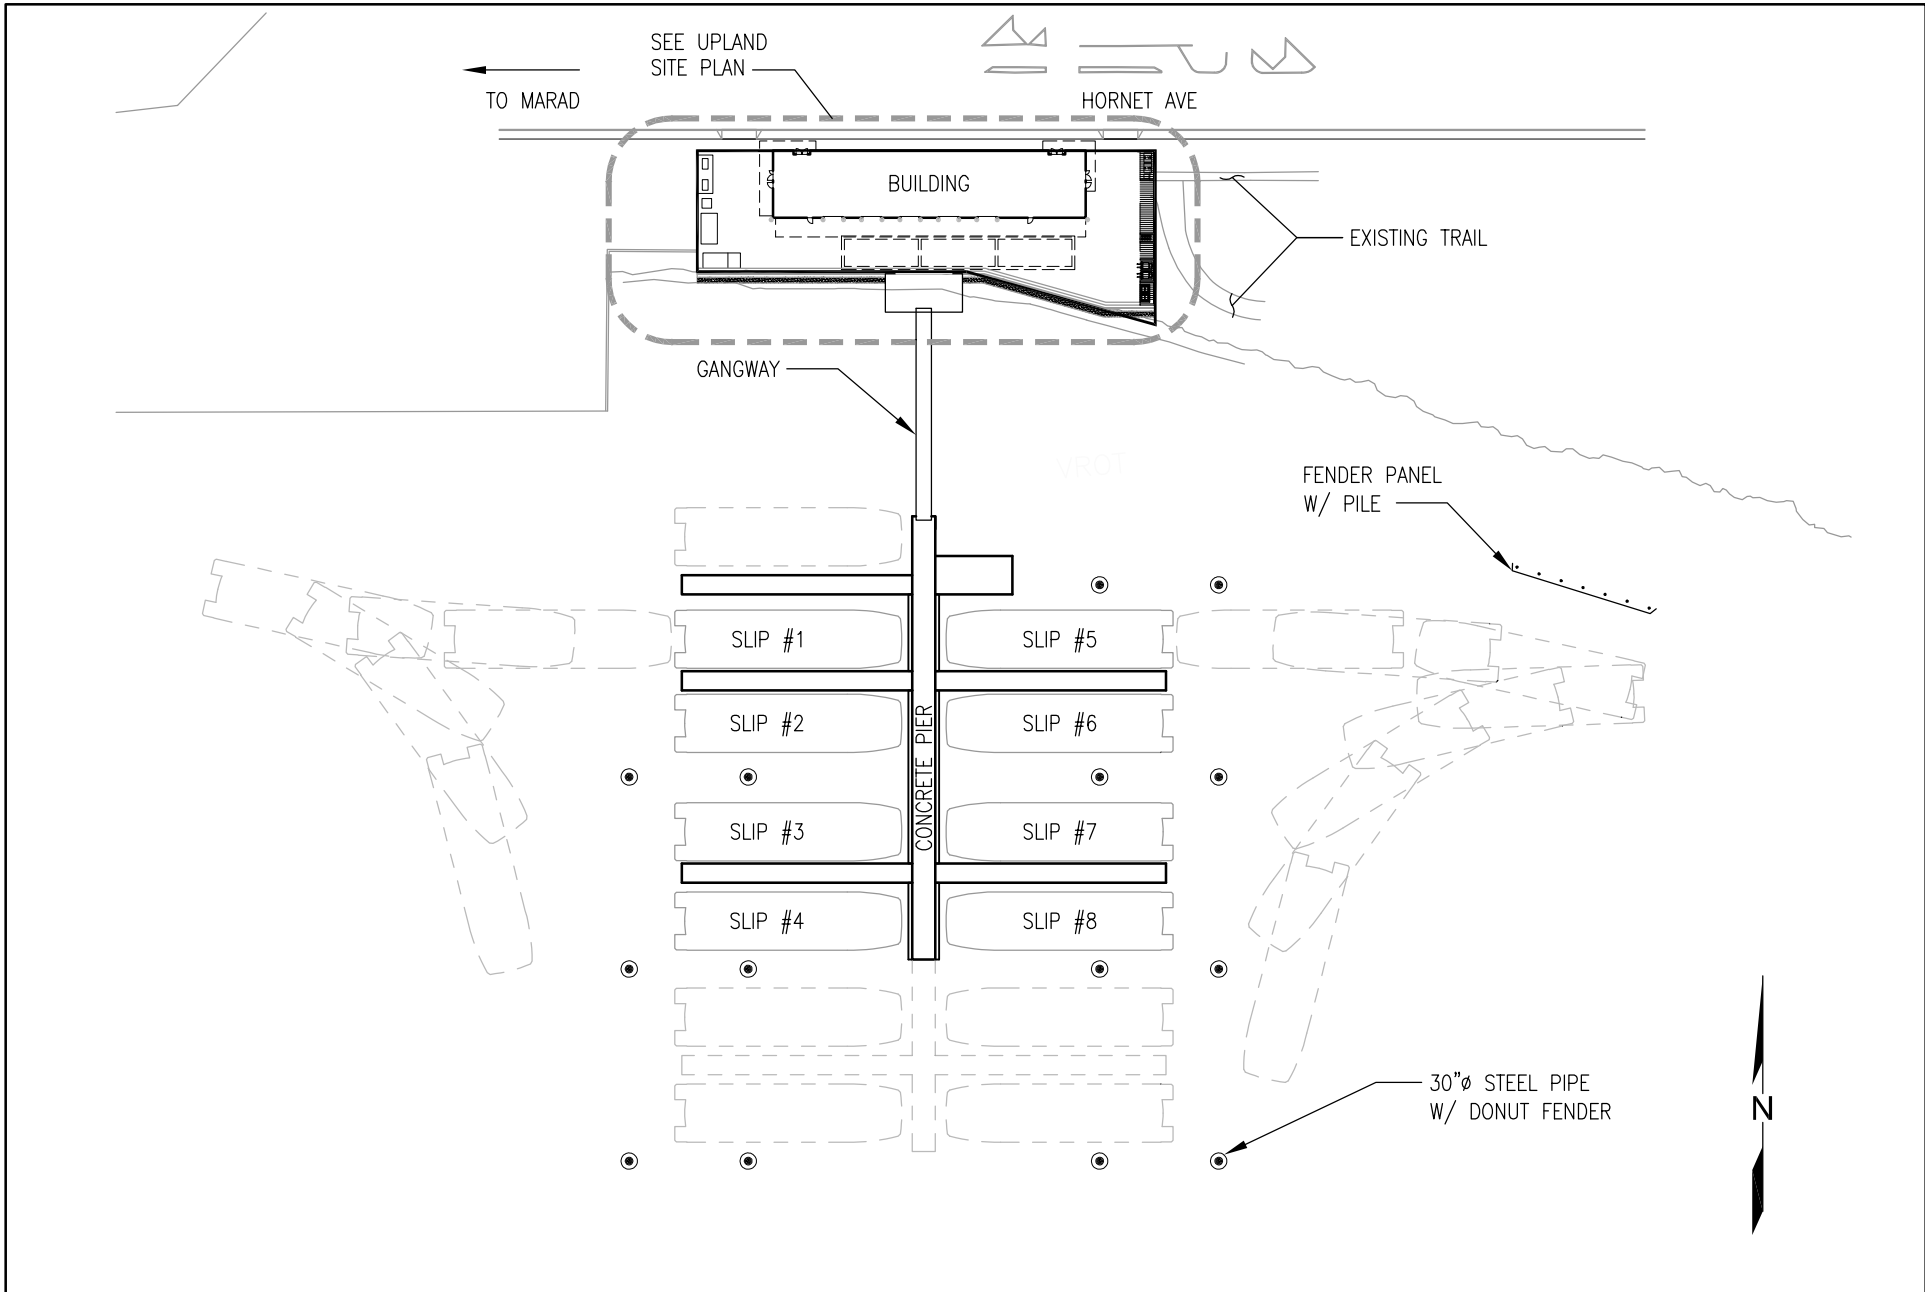 SEE UPLAND
SITE PLAN
TO MARAD
HORNET AVE
BUILDING
EXISTING TRAIL
GANGWAY
VROT
FENDER PANEL
W/ PILE
SLIP #1
SLIP #5
SLIP #2
SLIP #6
CONCRETE PIER
SLIP #3
SLIP #7
SLIP #4
SLIP #8
30"ø STEEL PIPE
W/ DONUT FENDER
N